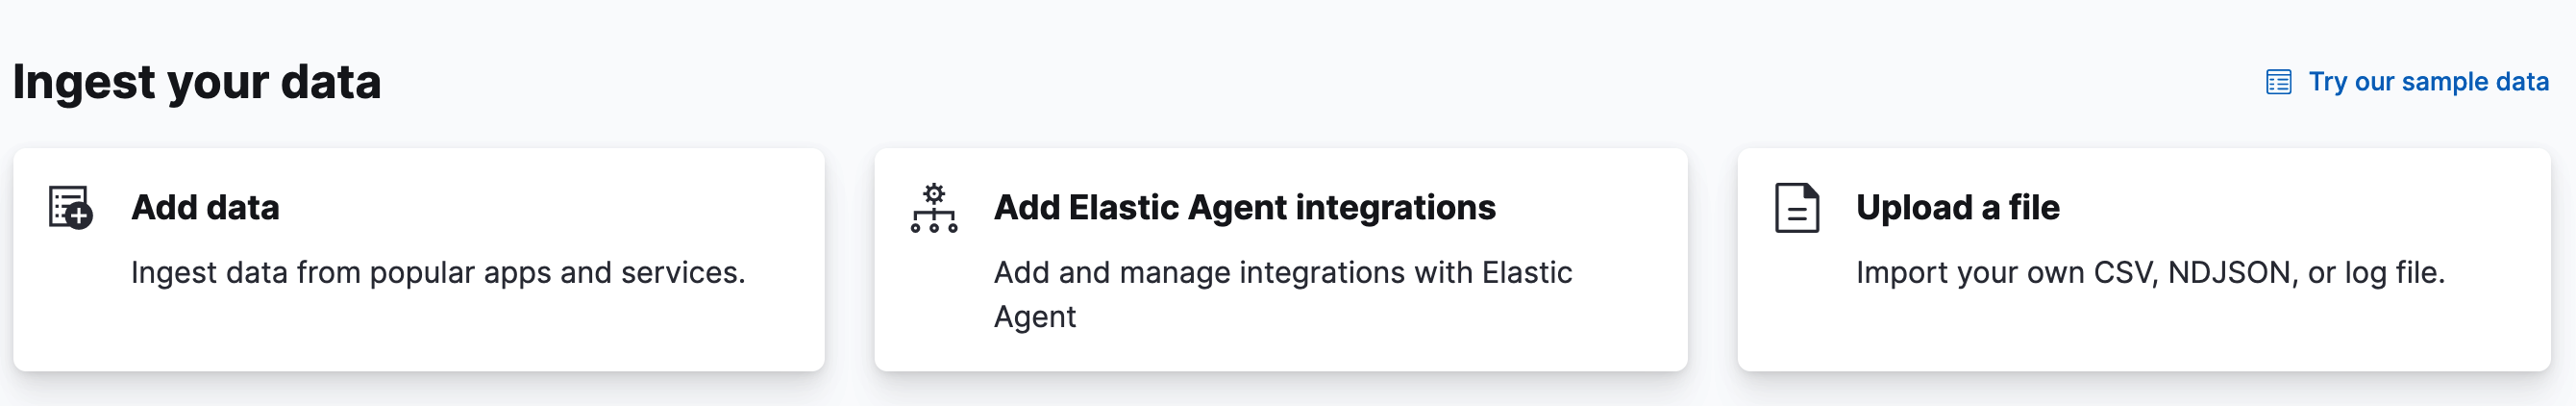 Ingest your data
Try our sample data
Add data
Ingest data from popular apps and services.
Add Elastic Agent integrations
Add and manage integrations with Elastic
Agent
Upload a file
Import your own CSV, NDJSON, or log file.